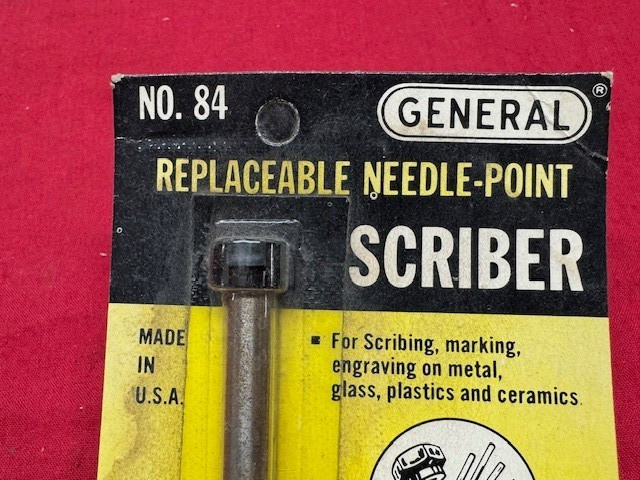 NO. 84
GENERAL®
REPLACEABLE NEEDLE-POINT
SCRIBER
MADE
IN
U.S.A.
▪ For Scribing, marking,
engraving on metal,
glass, plastics and ceramics.